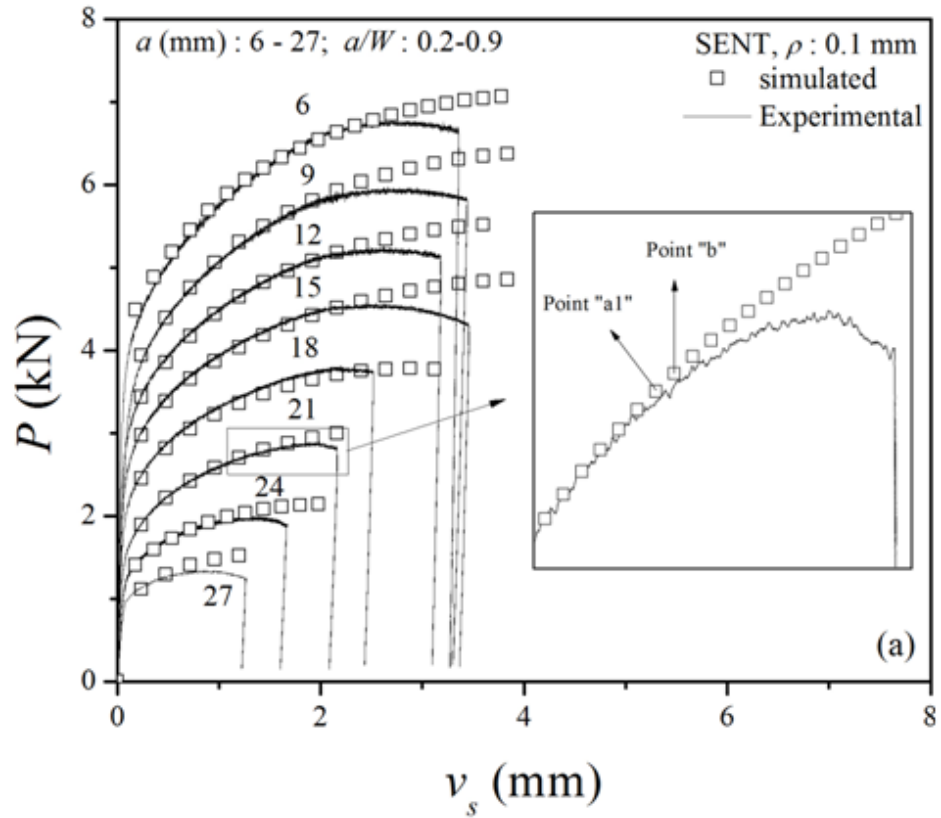 8
6
4
2
0
P (kN)
a (mm) : 6 - 27; a/W : 0.2-0.9
SENT, ρ : 0.1 mm
simulated
Experimental
6
9
12
15
18
21
24
27
Point "b"
Point "a1"
(a)
0 2 4 6 8
v_s (mm)